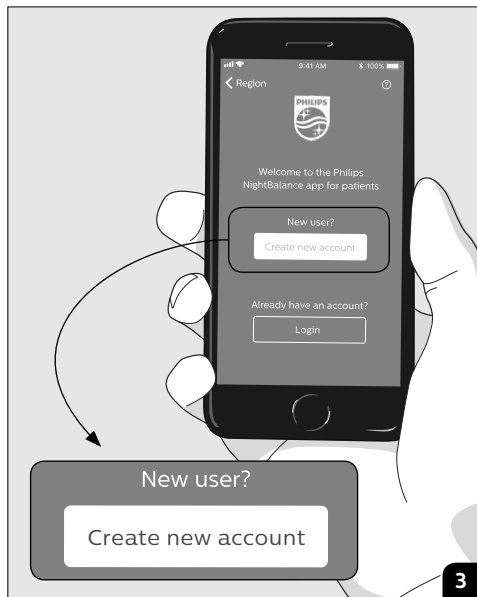 9:41 AM
100%
Region
?
PHILIPS
Welcome to the Philips
NightBalance app for patients
New user?
Create new account
Already have an account?
Login
New user?
Create new account
3